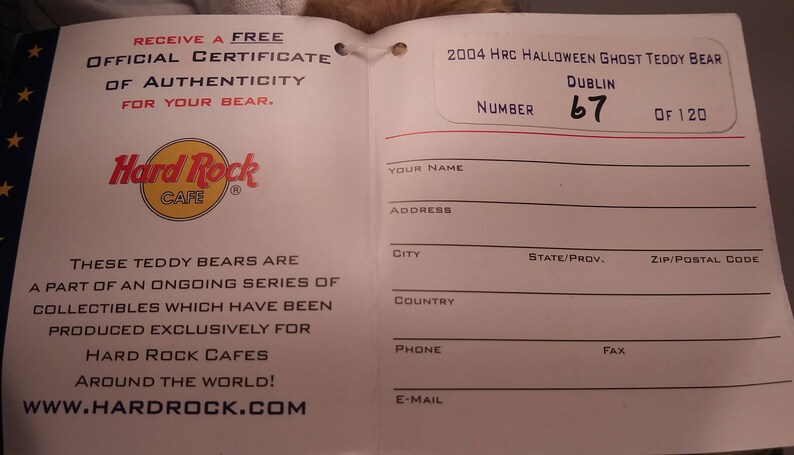 RECEIVE A FREE
OFFICIAL CERTIFICATE
OF AUTHENTICITY
FOR YOUR BEAR.
Hard Rock
CAFE ®
THESE TEDDY BEARS ARE
A PART OF AN ONGOING SERIES OF
COLLECTIBLES WHICH HAVE BEEN
PRODUCED EXCLUSIVELY FOR
HARD ROCK CAFES
AROUND THE WORLD!
WWW.HARDROCK.COM
2004 HRC HALLOWEEN GHOST TEDDY BEAR
DUBLIN
NUMBER 67 OF 120
YOUR NAME
ADDRESS
CITY STATE/PROV. ZIP/POSTAL CODE
COUNTRY
PHONE FAX
E-MAIL